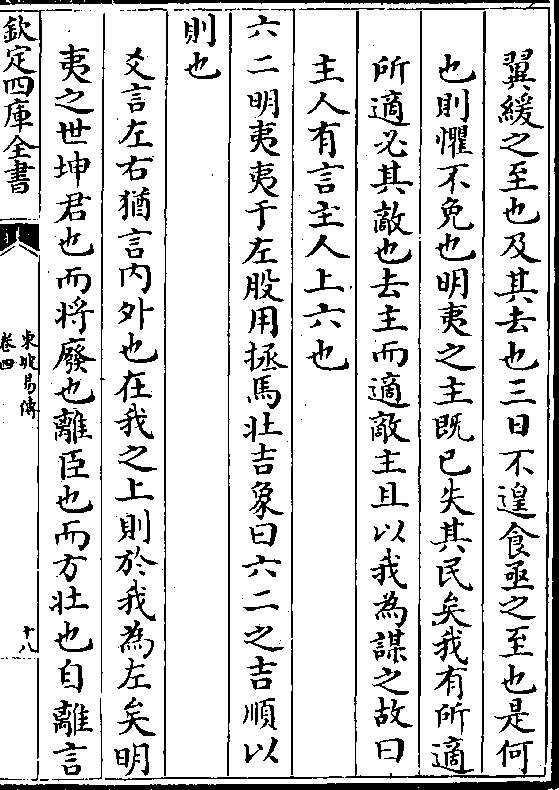 翼緩之至也及其去也三日不遑食亟之至也是何
也則懼不免也明夷之主既已失其民矣我有所適
所適必其敵也去主而適敵主且以我為謀之故曰
主人有言主人上六也
六二明夷夷于左股用拯馬壯吉象曰六二之吉順以
則也
爻言左右猶言內外也在我之上則於我為左矣明
夷之世坤君也而將廢也離臣也而方壯也自離言
欽定四庫全書
東坡易傳
卷四
十八